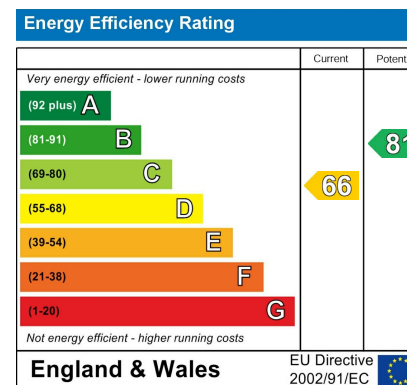 Energy Efficiency Rating
Current Potent
Very energy efficient - lower running costs
(92 plus) A
(81-91) B 81
(69-80) C
66
(55-68) D
(39-54) E
(21-38) F
(1-20) G
Not energy efficient - higher running costs
England & Wales
EU Directive
2002/91/EC